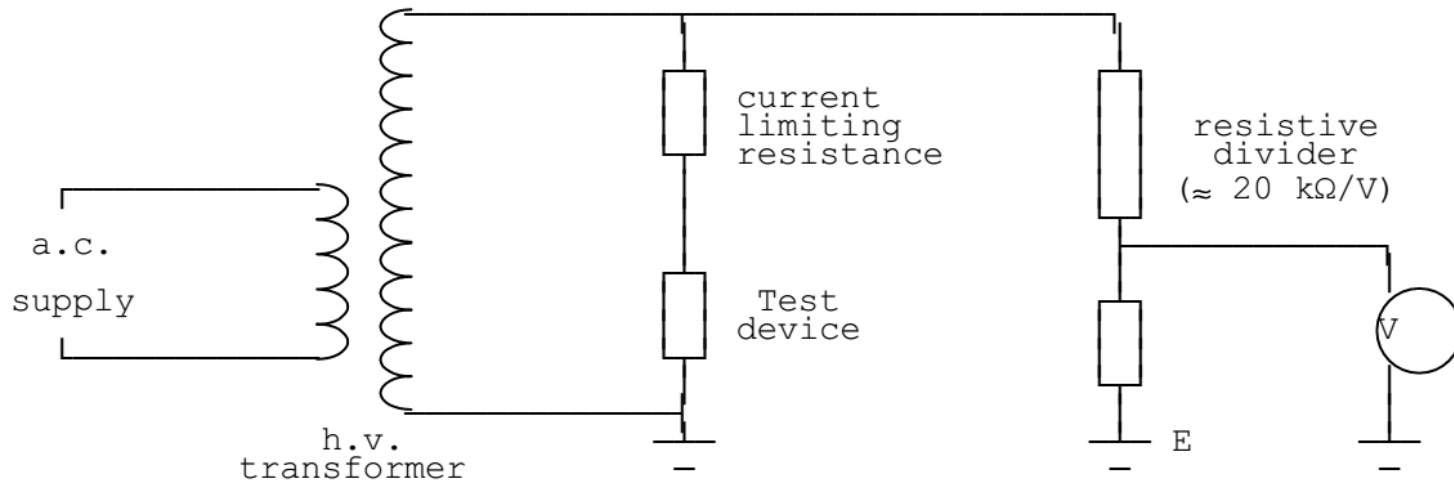 current
limiting
resistance
resistive
divider
(≈ 20 kΩ/V)
a.c.
supply
Test
device
V
h.v.
transformer
E